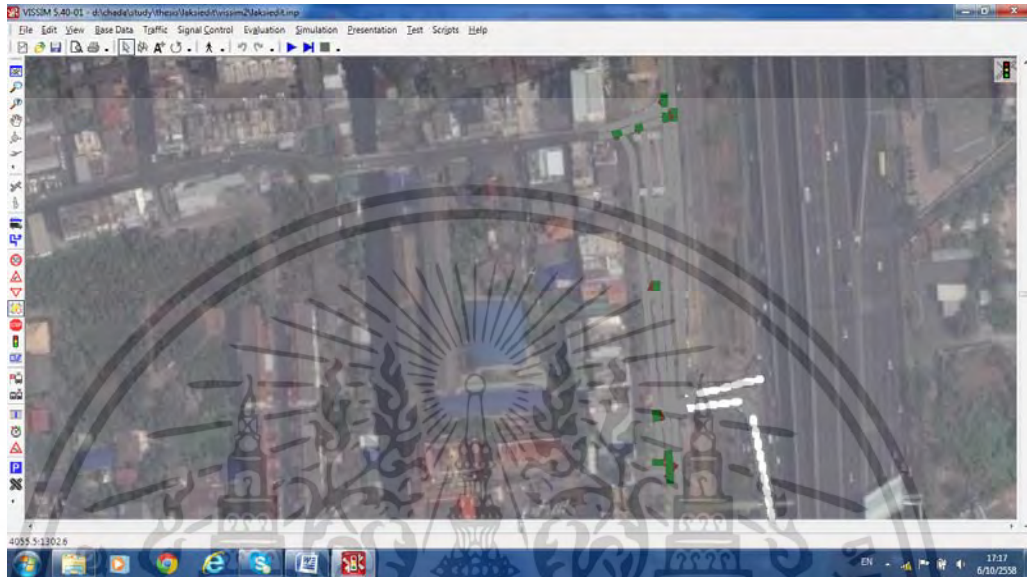 VISSIM 5.40-01 - d:\chada\study\thesis\laksiedit\vissim2\laksiedit.inp
File Edit View Base Data Traffic Signal Control Evaluation Simulation Presentation Test Scripts Help
4055.5:1302.6
EN
17:17
6/10/2558